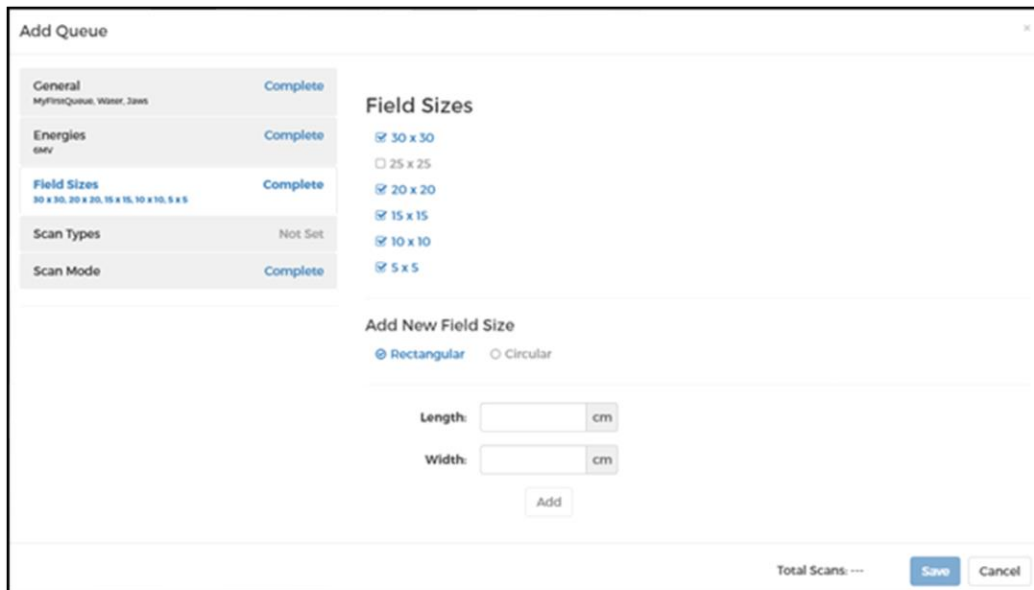 Add Queue
×
General Complete
MyFirstQueue, Water, Jaws
Energies Complete
6MV
Field Sizes Complete
30 x 30, 20 x 20, 15 x 15, 10 x 10, 5 x 5
Scan Types Not Set
Scan Mode Complete
Field Sizes
30 x 30
25 x 25
20 x 20
15 x 15
10 x 10
5 x 5
Add New Field Size
Rectangular Circular
Length: cm
Width: cm
Add
Total Scans: --- Save Cancel